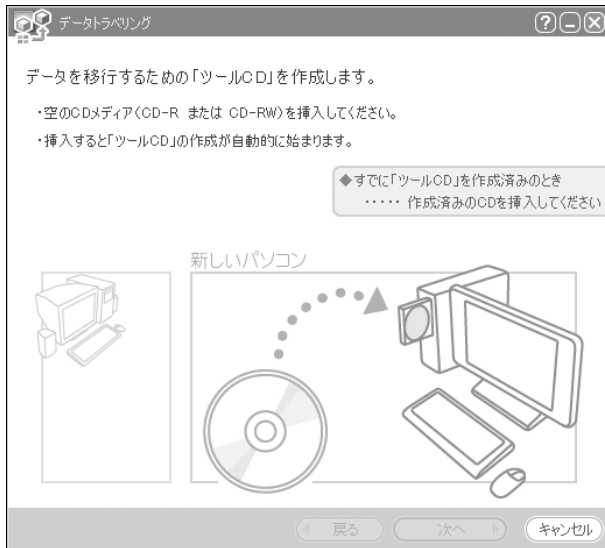 データトラベリング
データを移行するための「ツールCD」を作成します。
・空のCDメディア(CD-R または CD-RW)を挿入してください。
・挿入すると「ツールCD」の作成が自動的に始まります。
◆すでに「ツールCD」を作成済みのとき
‥‥‥ 作成済みのCDを挿入してください
新しいパソコン
戻る
次へ
キャンセル